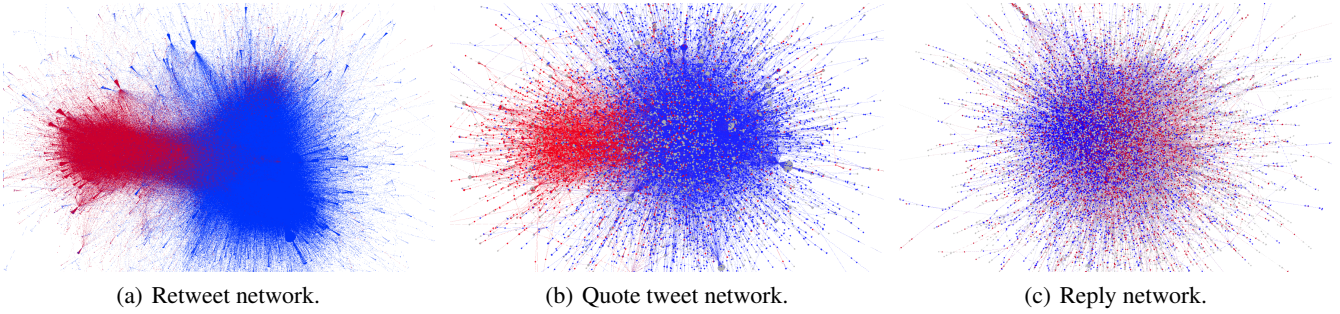 (a) Retweet network.
(b) Quote tweet network.
(c) Reply network.